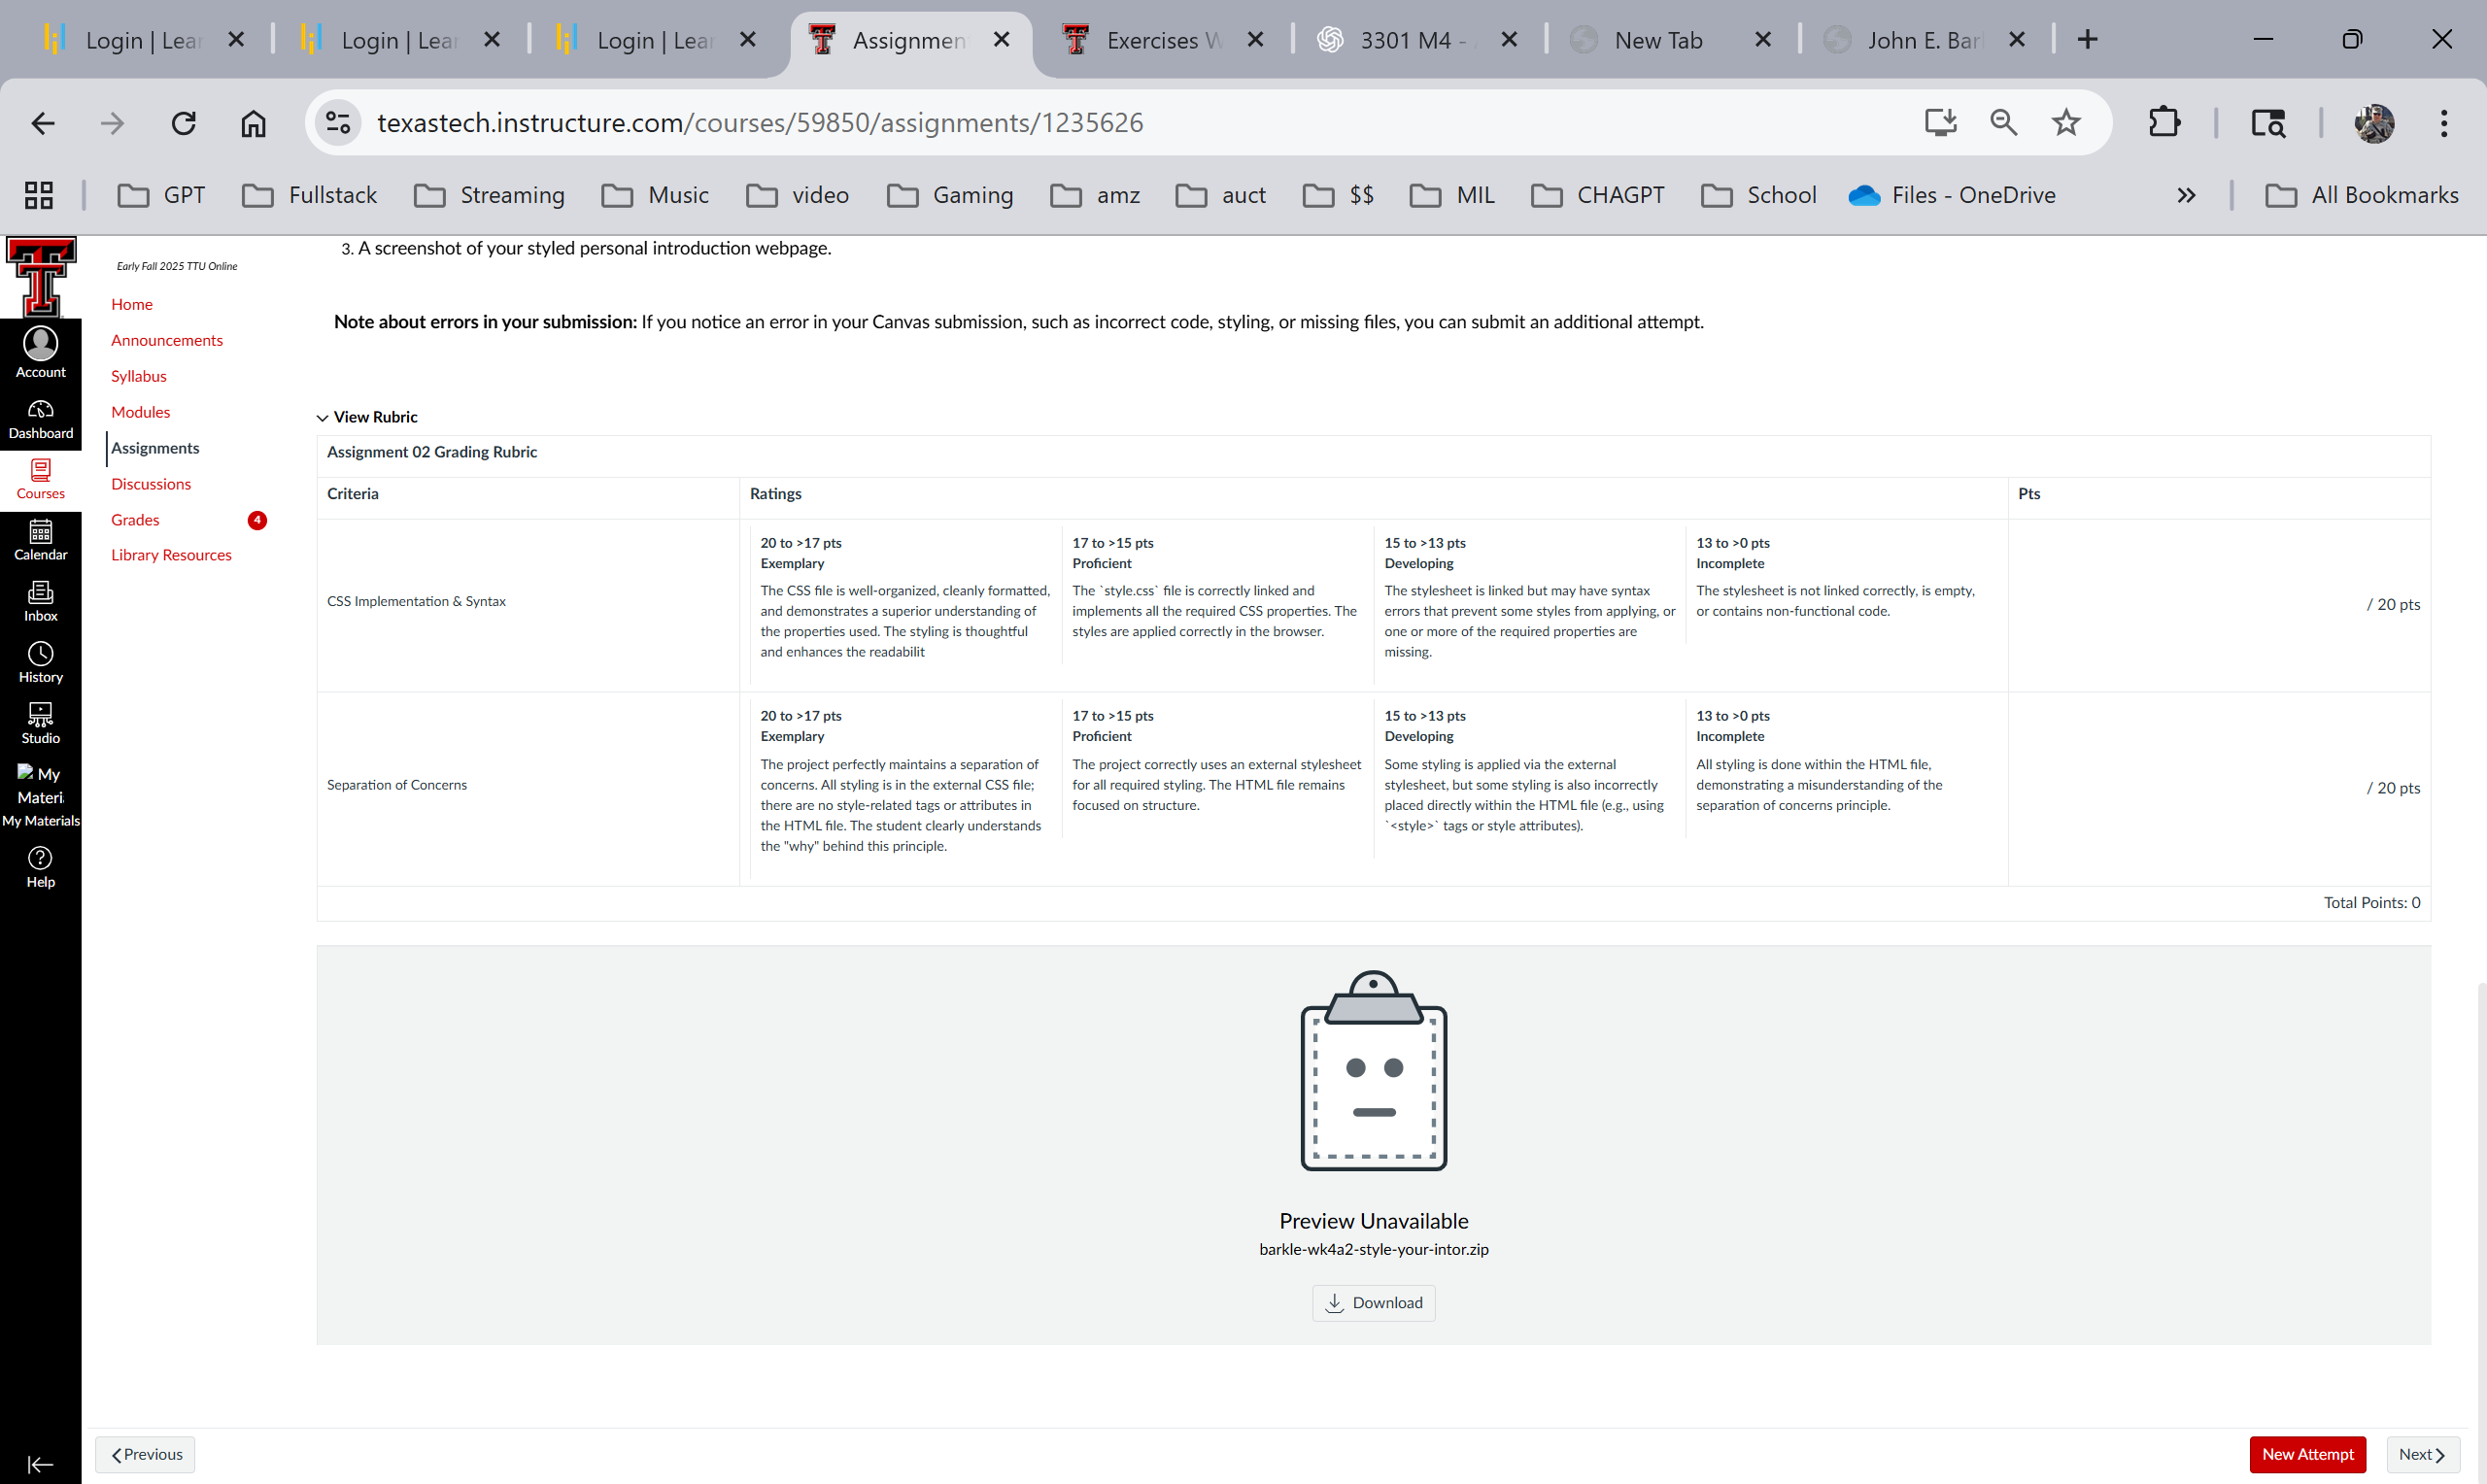 Login | Lear
Login | Lear
Login | Lear
Assignmen
Exercises W
3301 M4 -
New Tab
John E. Bar
texastech.instructure.com/courses/59850/assignments/1235626
GPT
Fullstack
Streaming
Music
video
Gaming
amz
auct
$$
MIL
CHAGPT
School
Files - OneDrive
All Bookmarks
Account
Dashboard
Courses
Calendar
Inbox
History
Studio
My
Materi
My Materials
Help
Early Fall 2025 TTU Online
Home
Announcements
Syllabus
Modules
Assignments
Discussions
Grades
4
Library Resources
3. A screenshot of your styled personal introduction webpage.
Note about errors in your submission: If you notice an error in your Canvas submission, such as incorrect code, styling, or missing files, you can submit an additional attempt.
View Rubric
Assignment 02 Grading Rubric
Criteria
Ratings
Pts
CSS Implementation & Syntax
20 to >17 pts
Exemplary
The CSS file is well-organized, cleanly formatted,
and demonstrates a superior understanding of
the properties used. The styling is thoughtful
and enhances the readabilit
17 to >15 pts
Proficient
The `style.css` file is correctly linked and
implements all the required CSS properties. The
styles are applied correctly in the browser.
15 to >13 pts
Developing
The stylesheet is linked but may have syntax
errors that prevent some styles from applying, or
one or more of the required properties are
missing.
13 to >0 pts
Incomplete
The stylesheet is not linked correctly, is empty,
or contains non-functional code.
/ 20 pts
Separation of Concerns
20 to >17 pts
Exemplary
The project perfectly maintains a separation of
concerns. All styling is in the external CSS file;
there are no style-related tags or attributes in
the HTML file. The student clearly understands
the "why" behind this principle.
17 to >15 pts
Proficient
The project correctly uses an external stylesheet
for all required styling. The HTML file remains
focused on structure.
15 to >13 pts
Developing
Some styling is applied via the external
stylesheet, but some styling is also incorrectly
placed directly within the HTML file (e.g., using
`<style>` tags or style attributes).
13 to >0 pts
Incomplete
All styling is done within the HTML file,
demonstrating a misunderstanding of the
separation of concerns principle.
/ 20 pts
Total Points: 0
Preview Unavailable
barkle-wk4a2-style-your-intor.zip
Download
Previous
New Attempt
Next